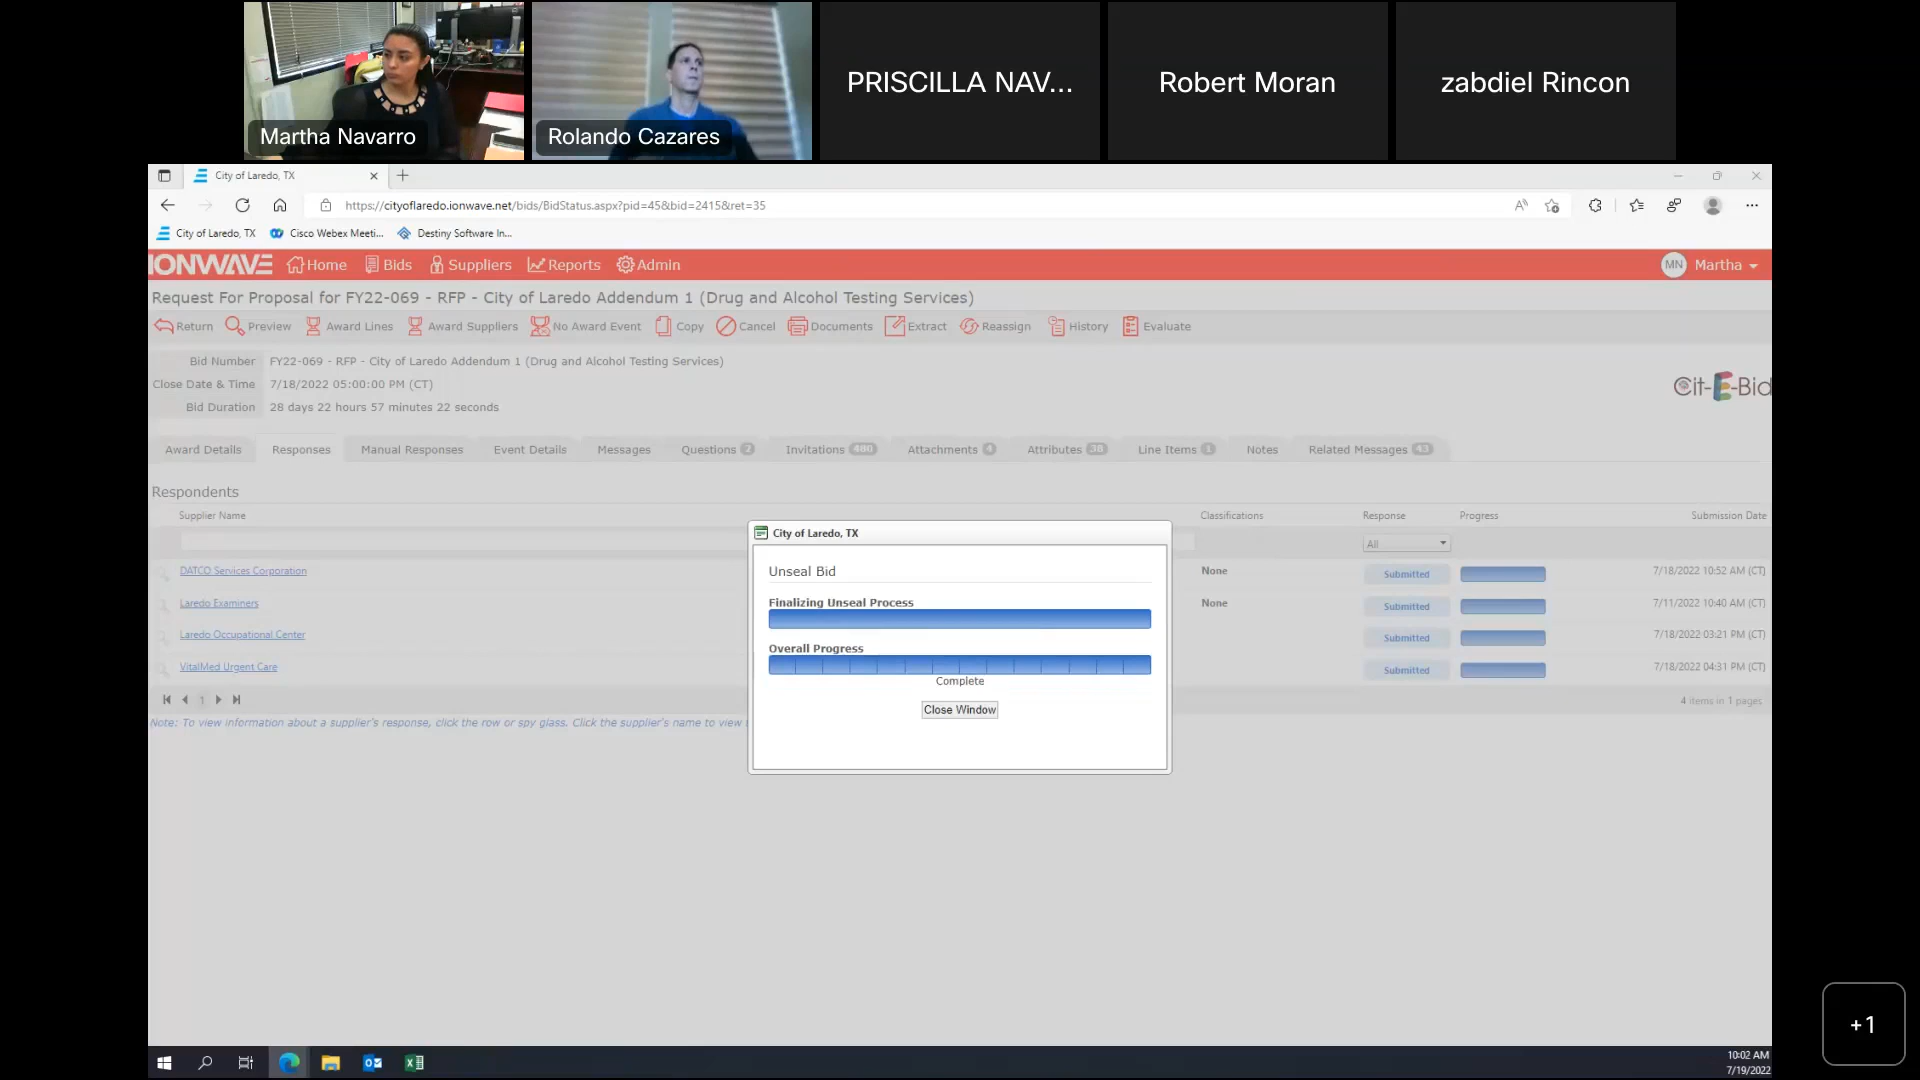 Martha Navarro
Rolando Cazares
PRISCILLA NAV...
Robert Moran
zabdiel Rincon
City of Laredo, TX
https://cityoflaredo.ionwave.net/bids/BidStatus.aspx?pid=45&bid=2415&ret=35
City of Laredo, TX Cisco Webex Meeti... Destiny Software In...
IONWAVE Home Bids Suppliers Reports Admin MN Martha
Request For Proposal for FY22-069 - RFP - City of Laredo Addendum 1 (Drug and Alcohol Testing Services)
Return Preview Award Lines Award Suppliers No Award Event Copy Cancel Documents Extract Reassign History Evaluate
Bid Number FY22-069 - RFP - City of Laredo Addendum 1 (Drug and Alcohol Testing Services)
Close Date & Time 7/18/2022 05:00:00 PM (CT)
Cit-E-Bid
Bid Duration 28 days 22 hours 57 minutes 22 seconds
Award Details Responses Manual Responses Event Details Messages Questions 2 Invitations 480 Attachments 4 Attributes 38 Line Items 1 Notes Related Messages 43
Respondents
Supplier Name Classifications Response Progress Submission Date
All
DATCO Services Corporation None Submitted 7/18/2022 10:52 AM (CT)
Laredo Examiners None Submitted 7/11/2022 10:40 AM (CT)
Laredo Occupational Center Submitted 7/18/2022 03:21 PM (CT)
VitalMed Urgent Care Submitted 7/18/2022 04:31 PM (CT)
1 4 items in 1 pages
Note: To view information about a supplier's response, click the row or spy glass. Click the supplier's name to view
City of Laredo, TX
Unseal Bid
Finalizing Unseal Process
Overall Progress
Complete
Close Window
+1
10:02 AM
7/19/2022